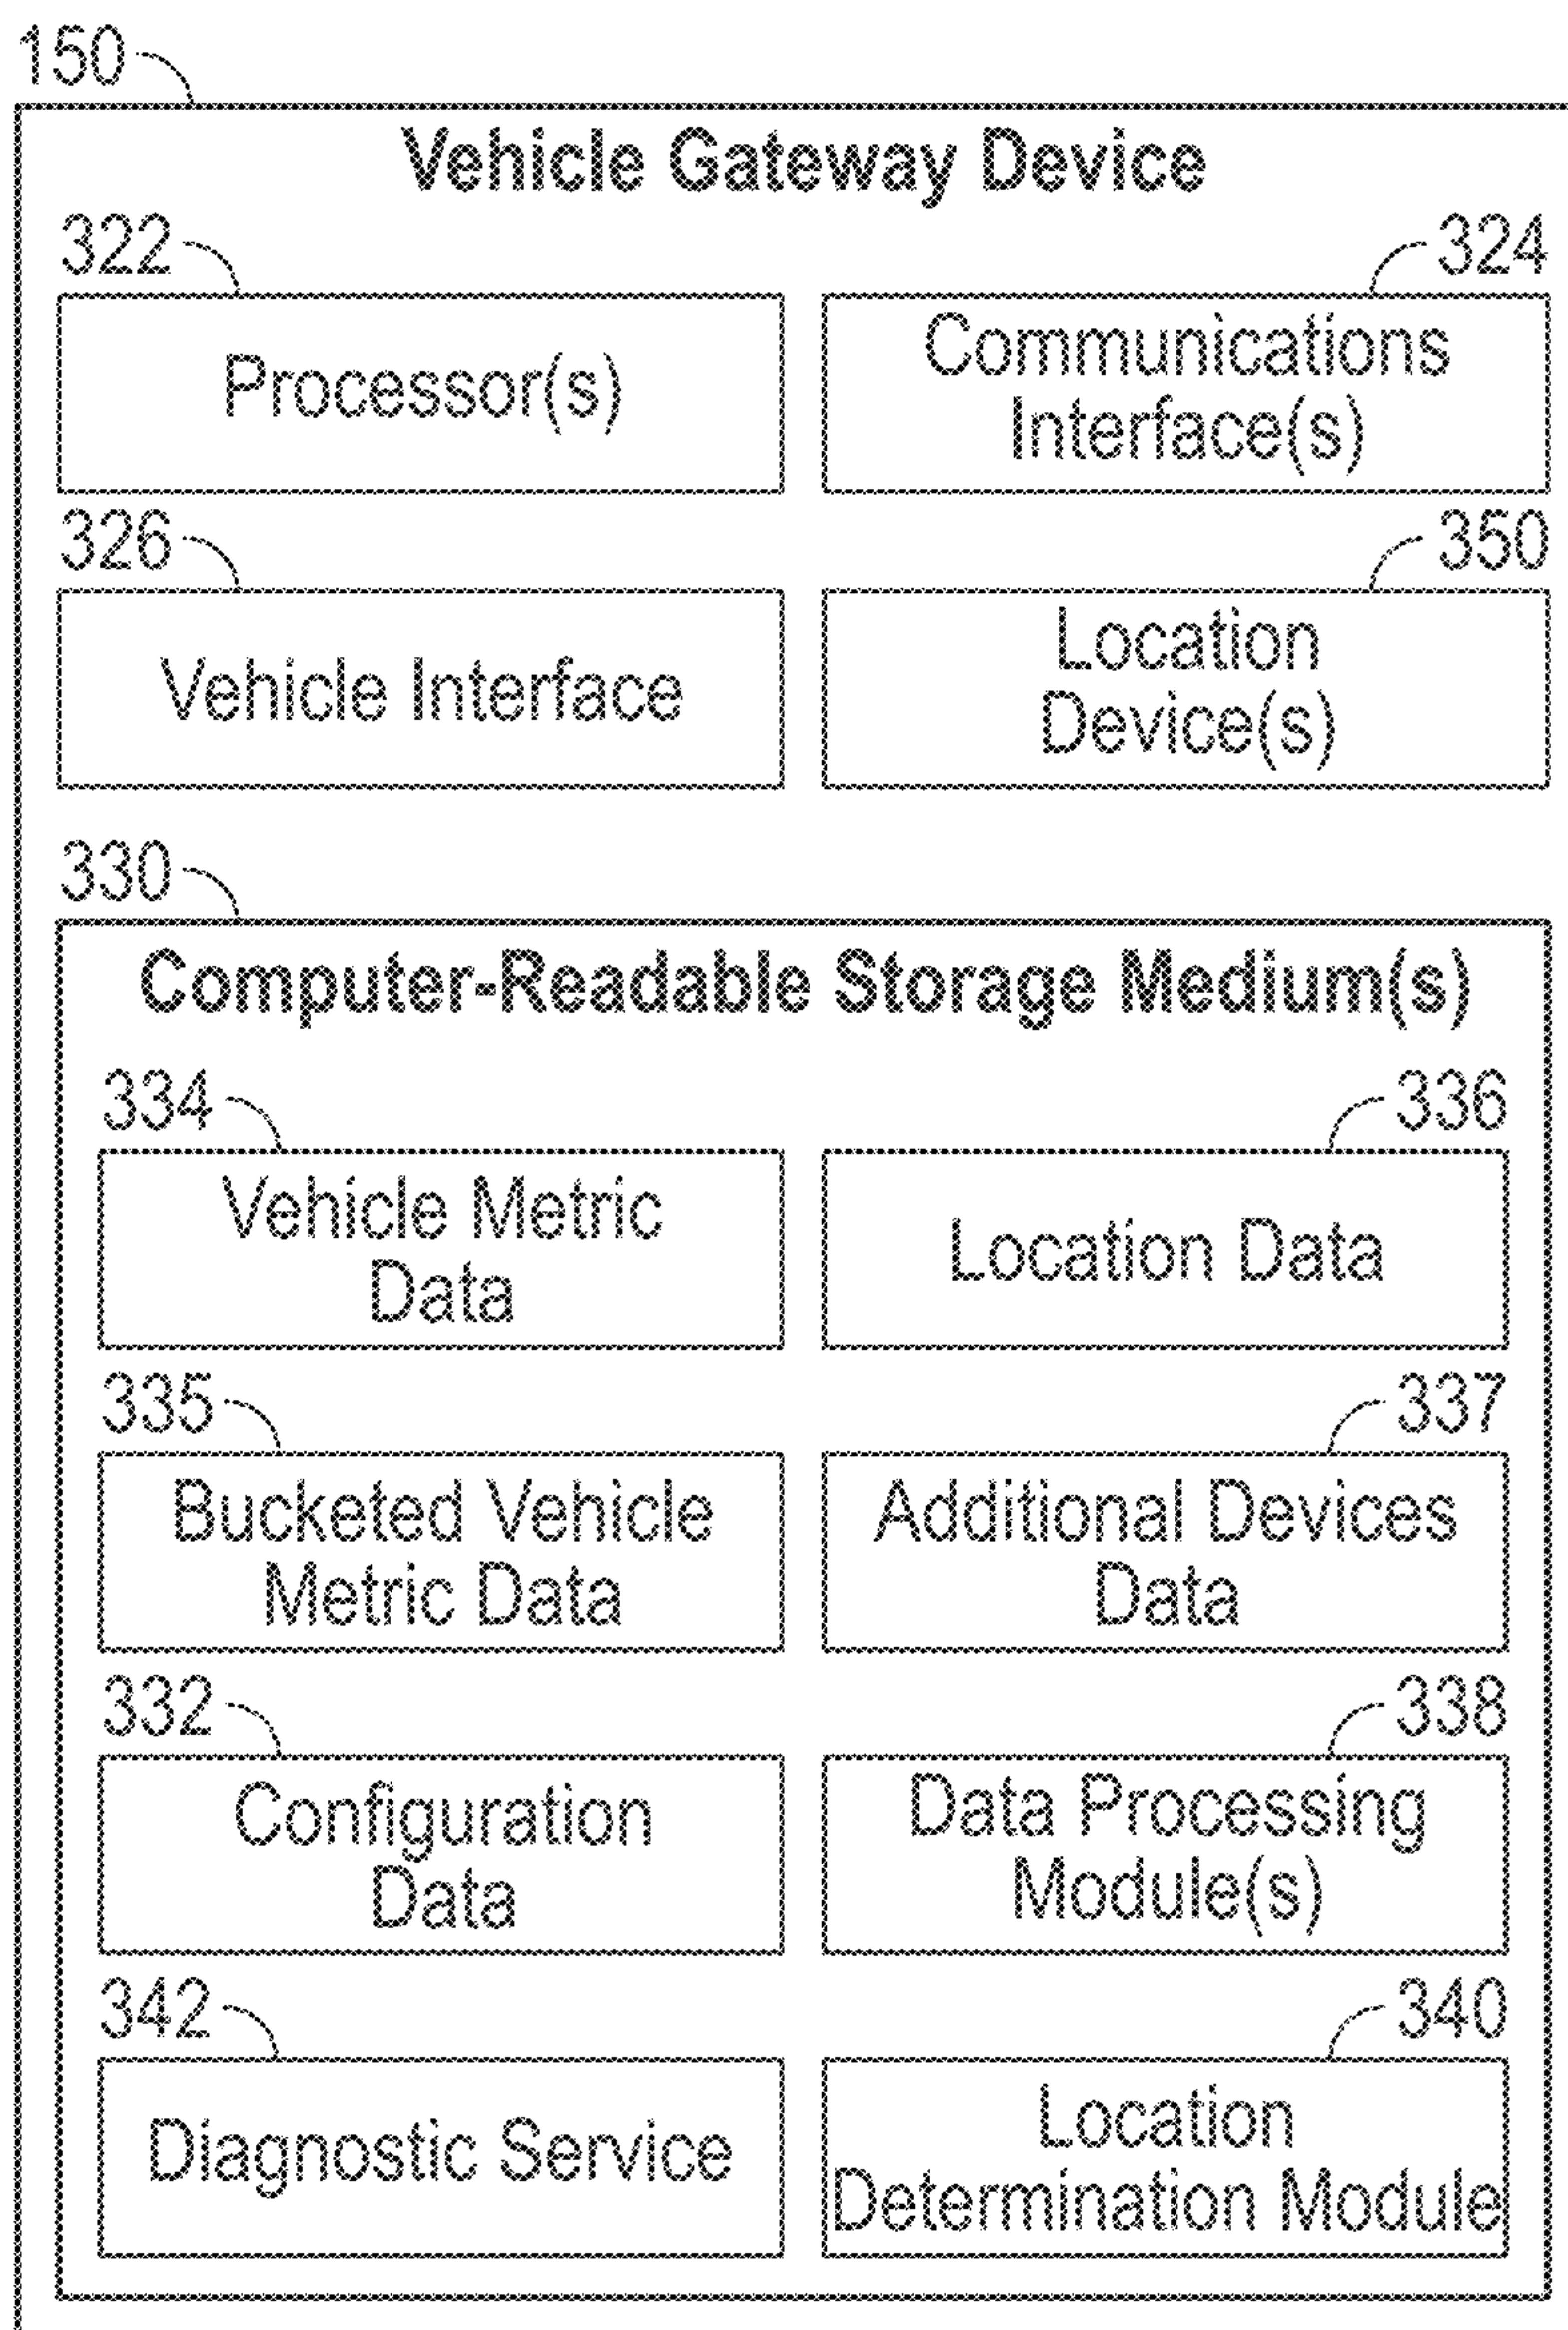 150
Vehicle Gateway Device
322
324
Processor(s)
Communications
Interface(s)
326
350
Vehicle Interface
Location
Device(s)
330
Computer-Readable Storage Medium(s)
334
336
Vehicle Metric
Data
Location Data
335
337
Bucketed Vehicle
Metric Data
Additional Devices
Data
332
338
Configuration
Data
Data Processing
Module(s)
342
340
Diagnostic Service
Location
Determination Module